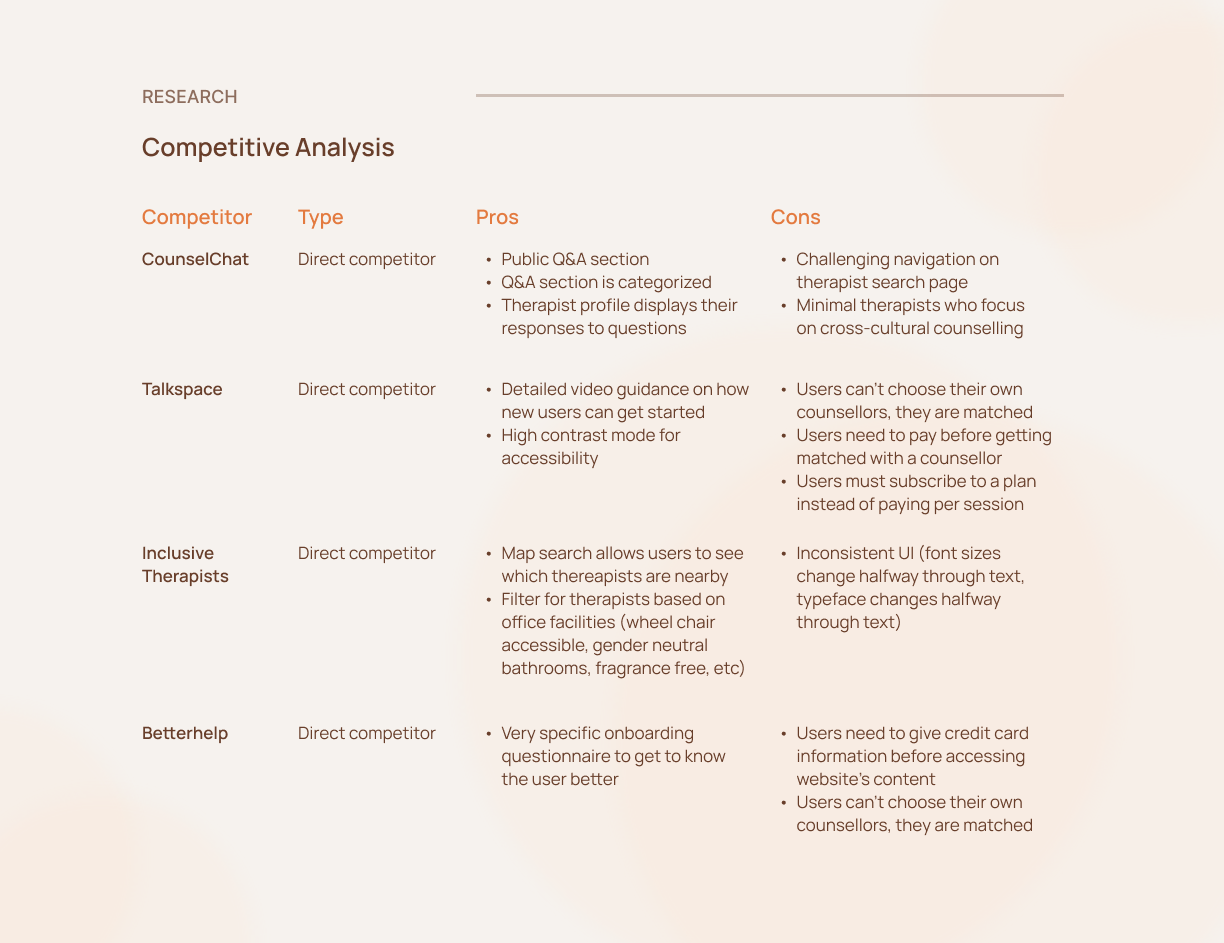 RESEARCH
Competitive Analysis
Competitor Type Pros Cons
CounselChat Direct competitor
• Public Q&A section
• Q&A section is categorized
• Therapist profile displays their
responses to questions
• Challenging navigation on
therapist search page
• Minimal therapists who focus
on cross-cultural counselling
Talkspace Direct competitor
• Detailed video guidance on how
new users can get started
• High contrast mode for
accessibility
• Users can't choose their own
counsellors, they are matched
• Users need to pay before getting
matched with a counsellor
• Users must subscribe to a plan
instead of paying per session
Inclusive
Therapists
Direct competitor
• Map search allows users to see
which thereapists are nearby
• Filter for therapists based on
office facilities (wheel chair
accessible, gender neutral
bathrooms, fragrance free, etc)
• Inconsistent UI (font sizes
change halfway through text,
typeface changes halfway
through text)
Betterhelp Direct competitor
• Very specific onboarding
questionnaire to get to know
the user better
• Users need to give credit card
information before accessing
website's content
• Users can't choose their own
counsellors, they are matched